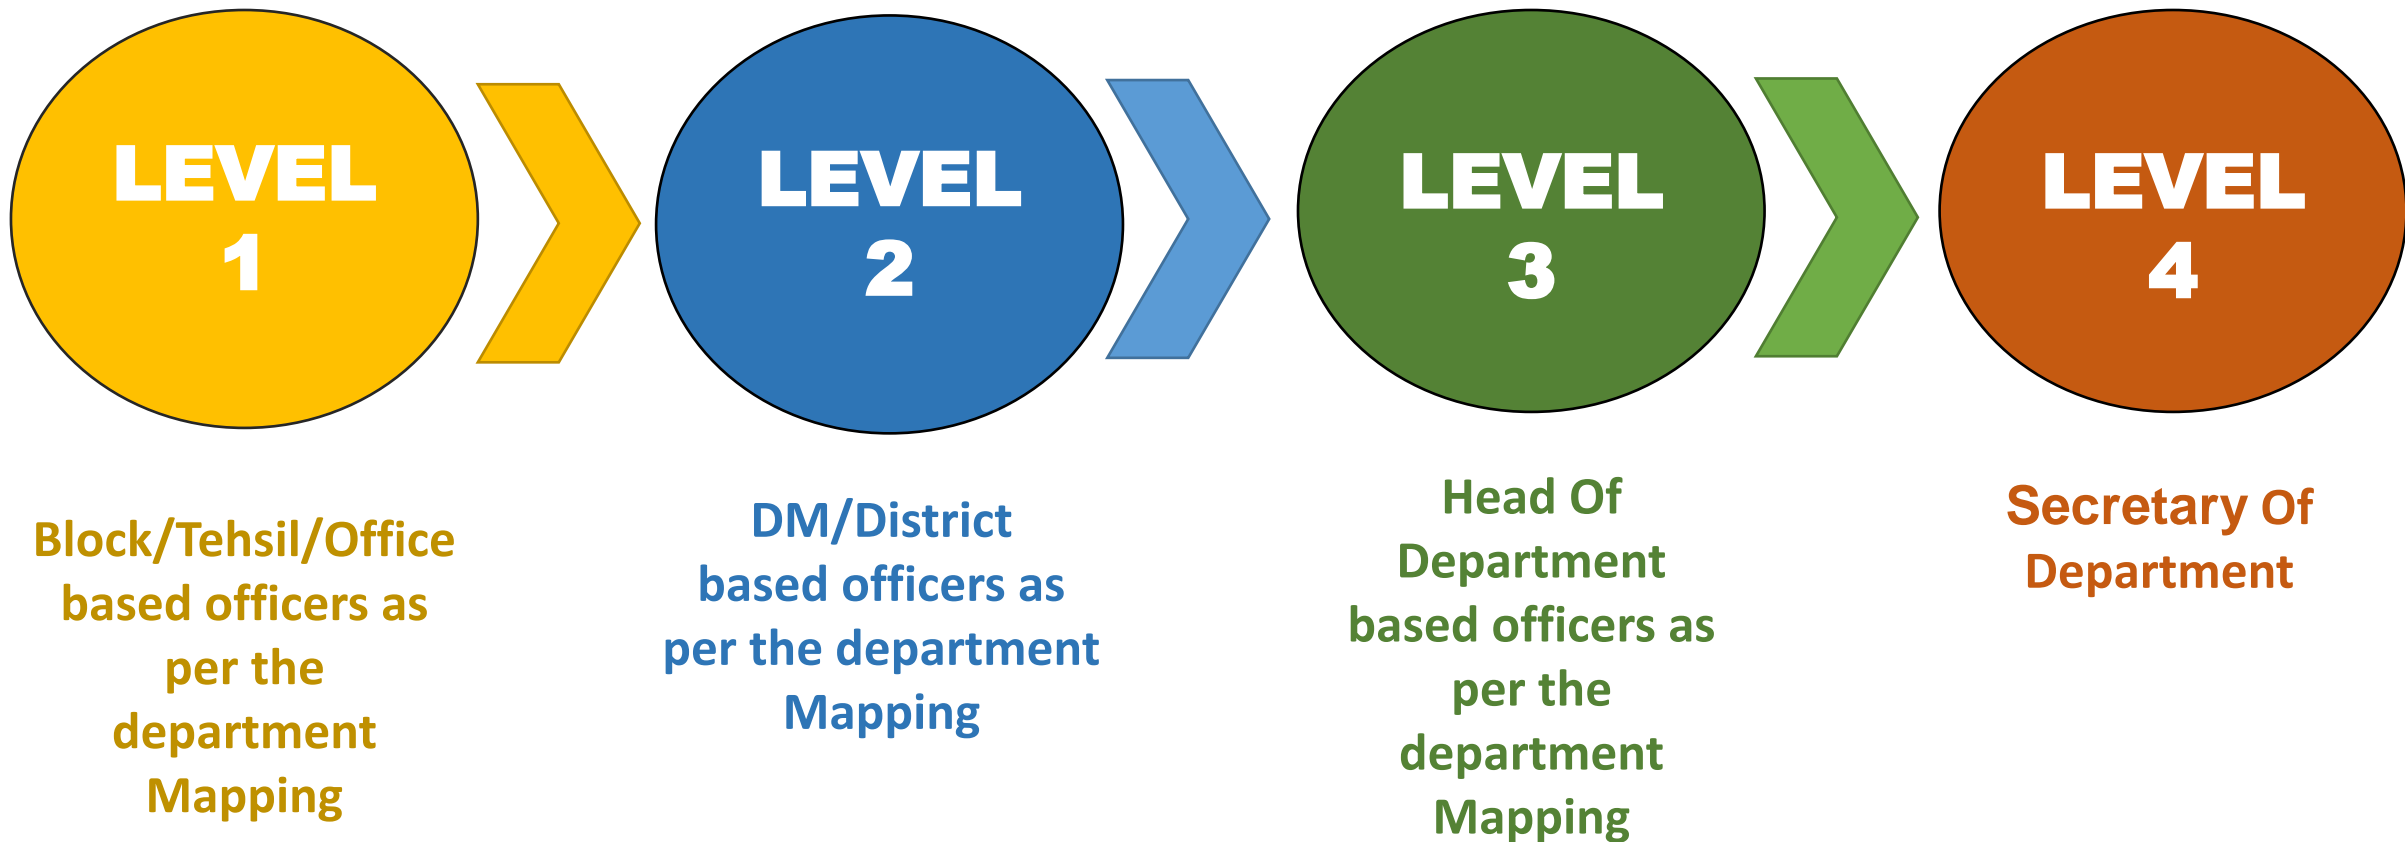 LEVEL
1
LEVEL
2
LEVEL
3
LEVEL
4
Block/Tehsil/Office
based officers as
per the
department
Mapping
DM/District
based officers as
per the department
Mapping
Head Of
Department
based officers as
per the
department
Mapping
Secretary Of
Department